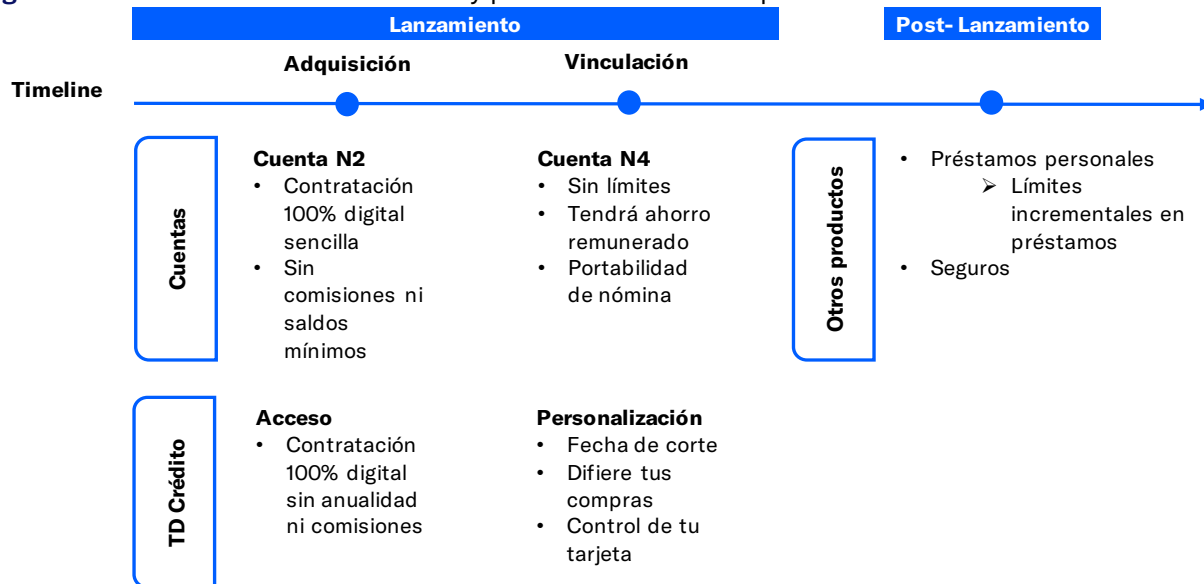 Lanzamiento
Post- Lanzamiento
Adquisición
Vinculación
Timeline
Cuentas
Cuenta N2
• Contratación
100% digital
sencilla
• Sin
comisiones ni
saldos
mínimos
Cuenta N4
• Sin límites
• Tendrá ahorro
remunerado
• Portabilidad
de nómina
Otros productos
• Préstamos personales
➢ Límites
incrementales en
préstamos
• Seguros
TD Crédito
Acceso
• Contratación
100% digital
sin anualidad
ni comisiones
Personalización
• Fecha de corte
• Difiere tus
compras
• Control de tu
tarjeta